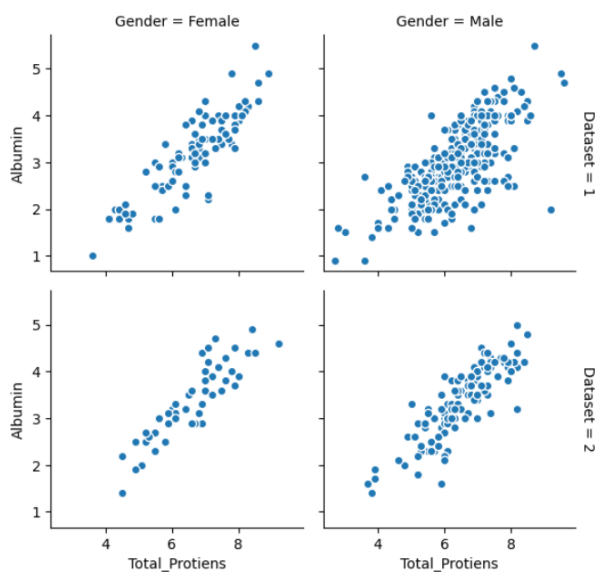 Gender = Female
Gender = Male
5
4
3
2
1
Albumin
Dataset = 1
5
4
3
2
1
Albumin
Dataset = 2
4 6 8
4 6 8
Total_Protiens
Total_Protiens